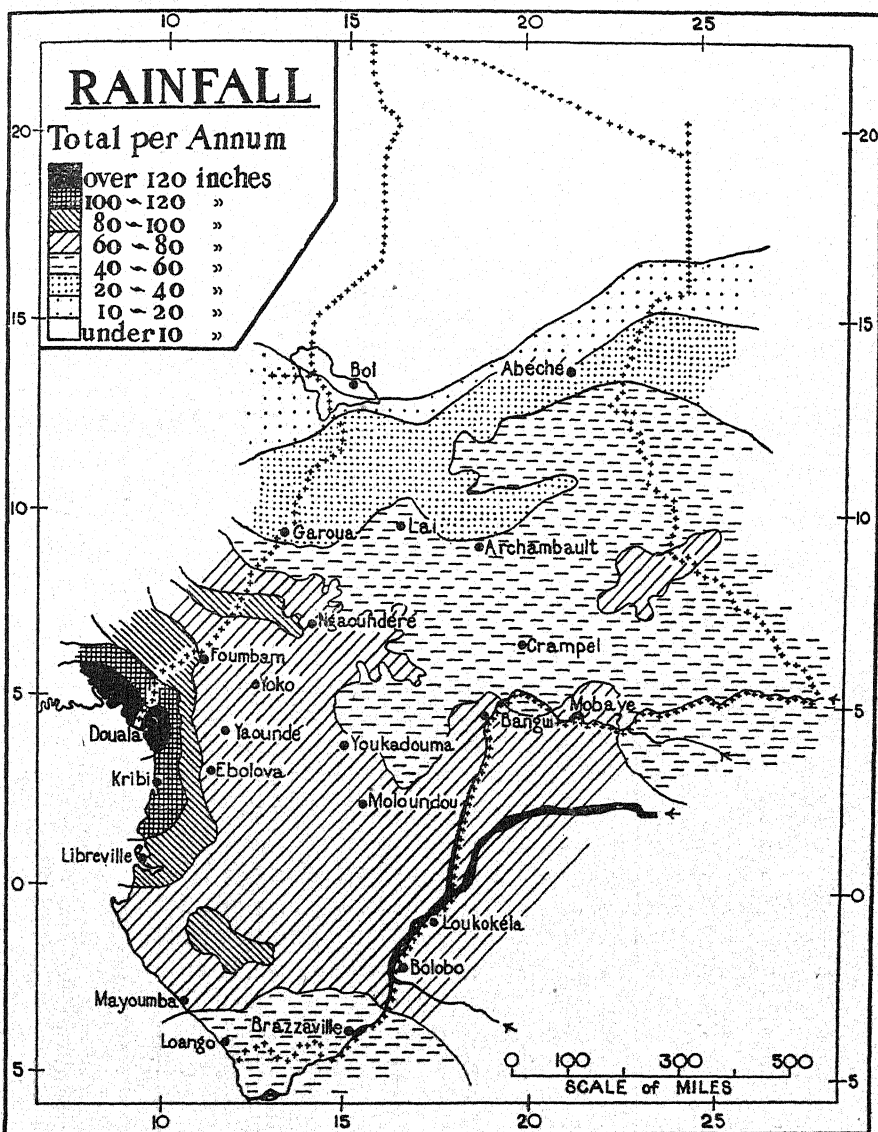 10 15 20 25
RAINFALL
Total per Annum
over 120 inches
100 ~ 120 "
80 ~ 100 "
60 ~ 80 "
40 ~ 60 "
20 ~ 40 "
10 ~ 20 "
under 10 "
20 20
15 15
Bol
Abéché
10 10
Garoua
Lai
Archambault
Ngaoundéré
Crampel
Foumbam
Yoko
5 5
Mobaye
Bangui
Douala
Yaounde
Youkadouma
Kribi
Ebolova
Moloundou
Libreville
0 0
Loukoléla
Bolobo
Mayoumba
Brazzaville
Loango
0 100 300 500
SCALE of MILES
5 5
10 15 20 25